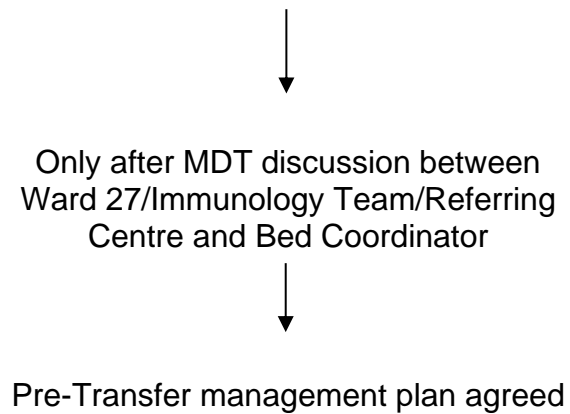 Only after MDT discussion between
Ward 27/Immunology Team/Referring
Centre and Bed Coordinator
Pre-Transfer management plan agreed